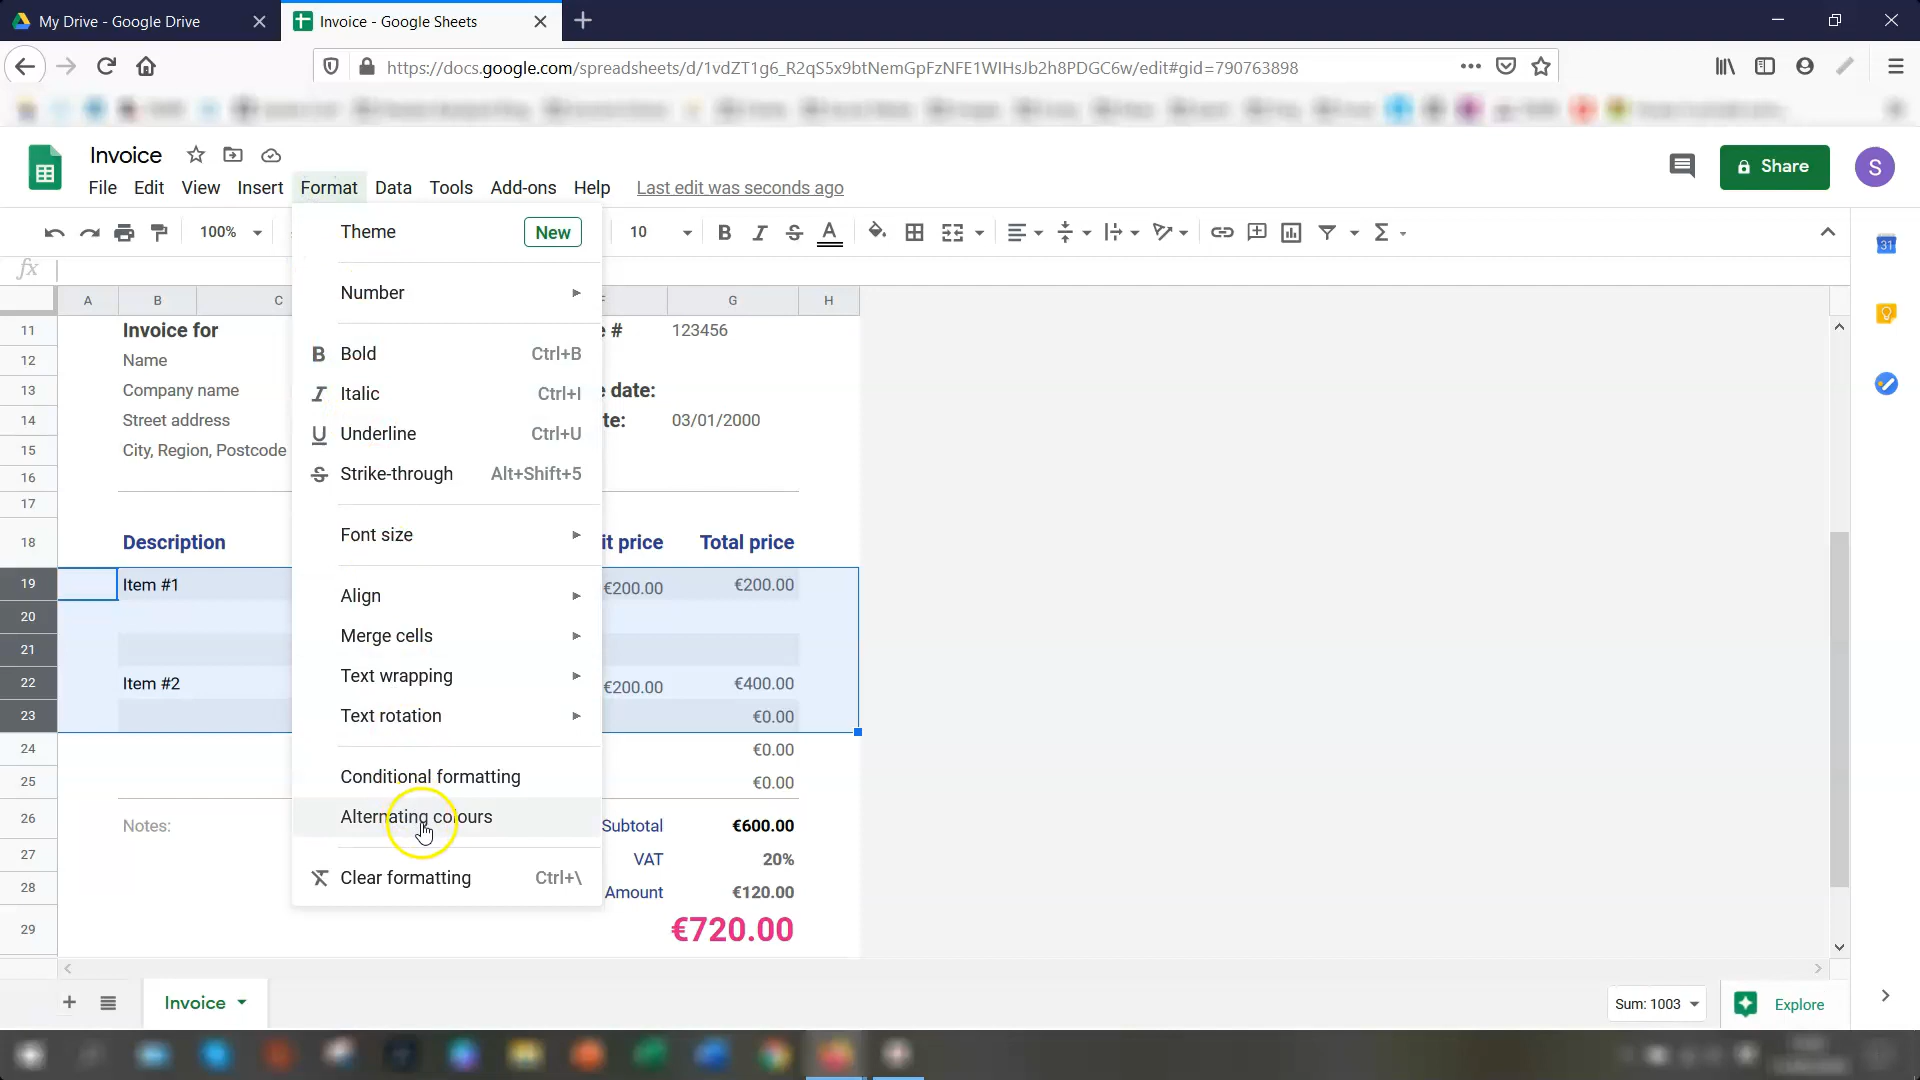 My Drive - Google Drive
Invoice - Google Sheets
https://docs.google.com/spreadsheets/d/1vdZT1g6_R2qS5x9btNemGpFzNFE1WIHsJb2h8PDGC6w/edit#gid=790763898
Invoice
Share
S
File Edit View Insert Format Data Tools Add-ons Help Last edit was seconds ago
100% 10 B I S A
fx
Theme New
Number
B Bold Ctrl+B
I Italic Ctrl+I
U Underline Ctrl+U
S Strike-through Alt+Shift+5
Font size
Align
Merge cells
Text wrapping
Text rotation
Conditional formatting
Alternating colours
Clear formatting Ctrl+\
A B C F G H
11 Invoice for e # 123456
12 Name
13 Company name e date:
14 Street address te: 03/01/2000
15 City, Region, Postcode
16
17
18 Description it price Total price
19 Item #1 €200.00 €200.00
20
21
22 Item #2 €200.00 €400.00
23 €0.00
24 €0.00
25 €0.00
26 Notes: Subtotal €600.00
27 VAT 20%
28 Amount €120.00
29 €720.00
Invoice
Sum: 1003
Explore
31